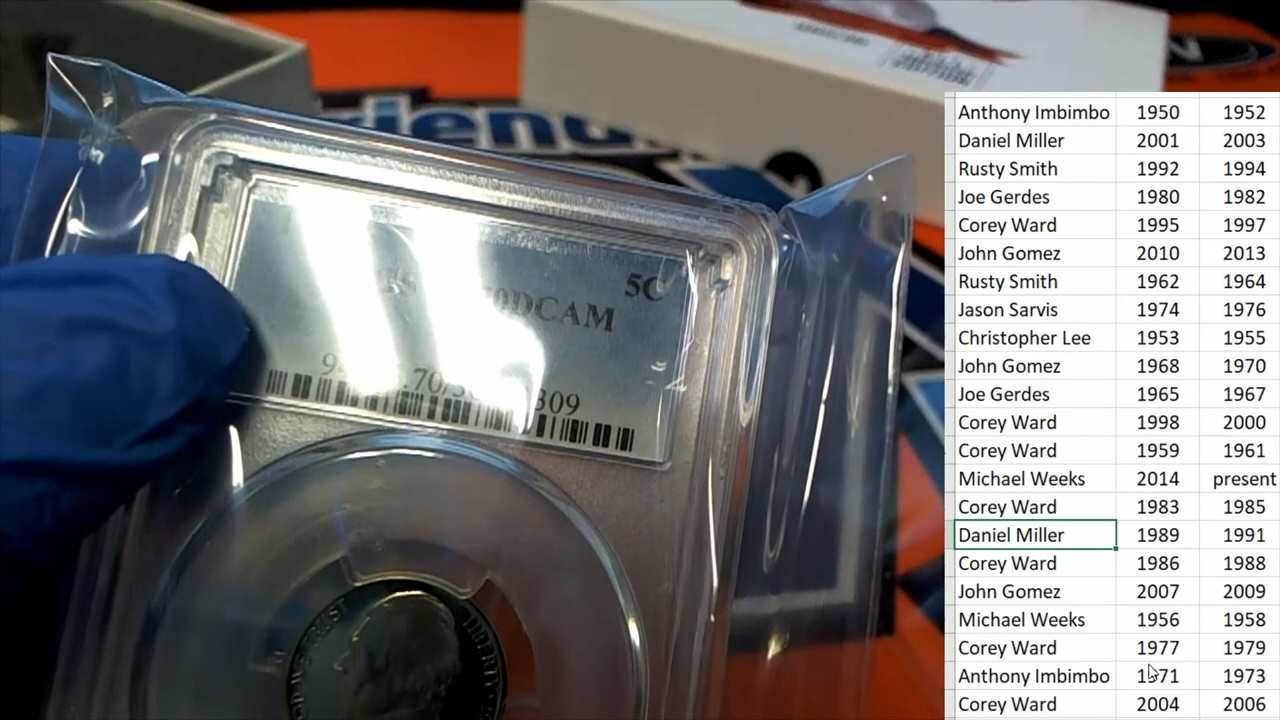 riend
5C
0DCAM
309
Anthony Imbimbo 1950 1952
Daniel Miller 2001 2003
Rusty Smith 1992 1994
Joe Gerdes 1980 1982
Corey Ward 1995 1997
John Gomez 2010 2013
Rusty Smith 1962 1964
Jason Sarvis 1974 1976
Christopher Lee 1953 1955
John Gomez 1968 1970
Joe Gerdes 1965 1967
Corey Ward 1998 2000
Corey Ward 1959 1961
Michael Weeks 2014 present
Corey Ward 1983 1985
Daniel Miller 1989 1991
Corey Ward 1986 1988
John Gomez 2007 2009
Michael Weeks 1956 1958
Corey Ward 1977 1979
Anthony Imbimbo 1971 1973
Corey Ward 2004 2006